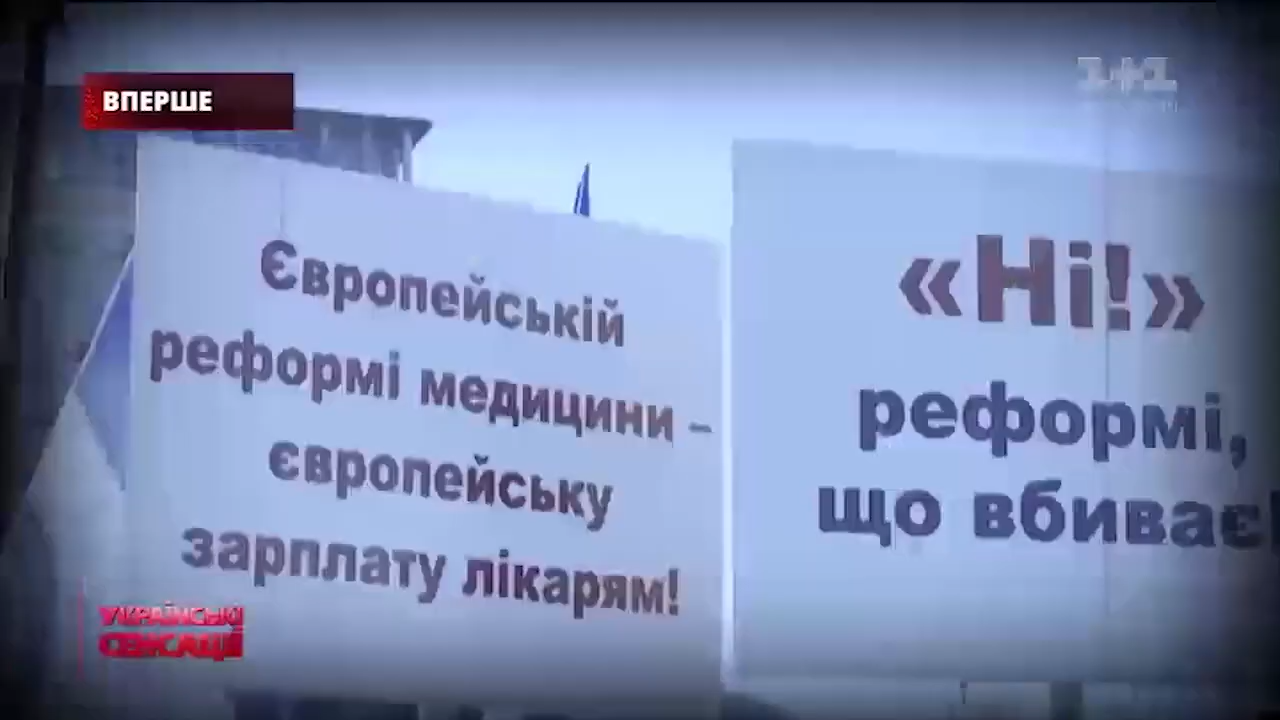 ВПЕРШЕ
1+1
Європейській
реформі медицини –
європейську
зарплату лікарям!
«Ні!»
реформі,
що вбиває!
УКРАЇНСЬКІ
СЕНСАЦІЇ